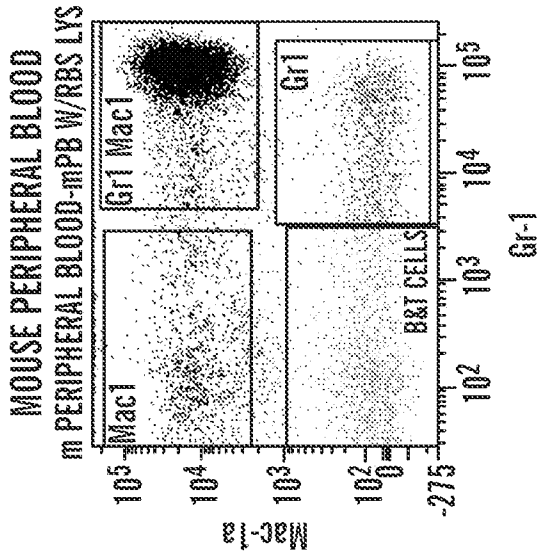 MOUSE PERIPHERAL BLOOD
m PERIPHERAL BLOOD-mPB W/RBS LYS
Mac1
Gr1 Mac1
Gr1
B&T CELLS
Mac-1a
10⁵
10⁴
10³
10²
0
-275
10² 10³ 10⁴ 10⁵
Gr-1